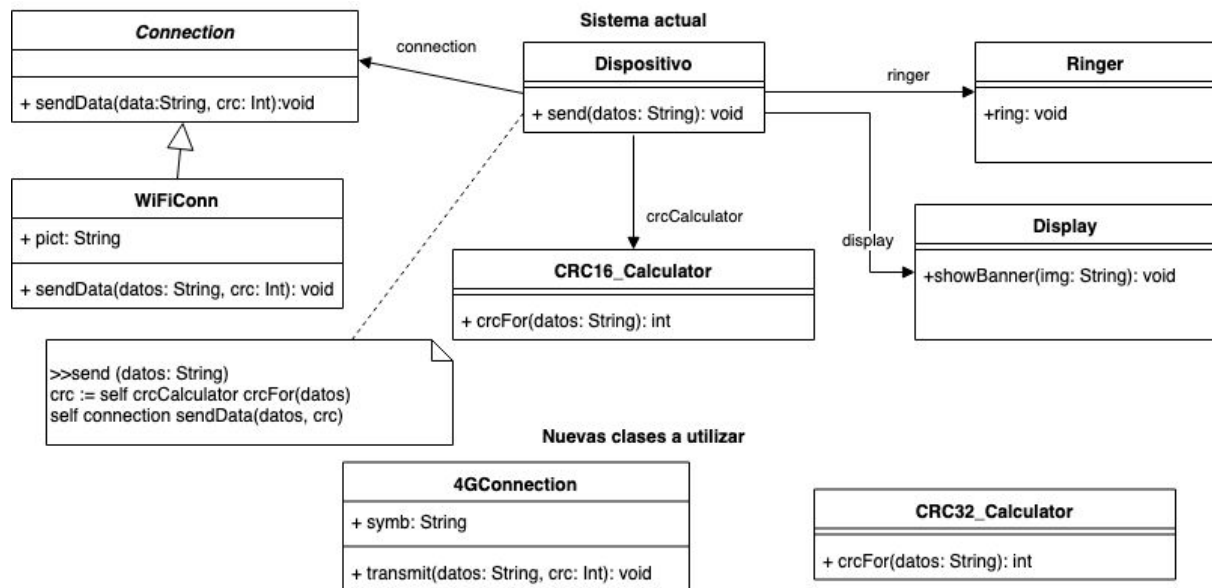 Sistema actual
Connection
+ sendData(data:String, crc: Int):void
connection
Dispositivo
+ send(datos: String): void
ringer
Ringer
+ring: void
WiFiConn
+ pict: String
+ sendData(datos: String, crc: Int): void
crcCalculator
CRC16_Calculator
+ crcFor(datos: String): int
display
Display
+showBanner(img: String): void
>>send (datos: String)
crc := self crcCalculator crcFor(datos)
self connection sendData(datos, crc)
Nuevas clases a utilizar
4GConnection
+ symb: String
+ transmit(datos: String, crc: Int): void
CRC32_Calculator
+ crcFor(datos: String): int